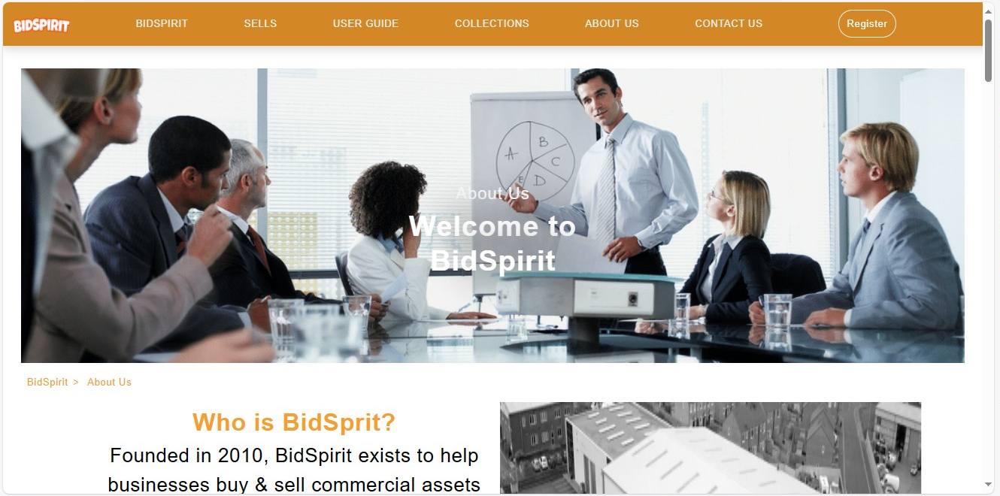 BIDSPIRIT
BIDSPIRIT
SELLS
USER GUIDE
COLLECTIONS
ABOUT US
CONTACT US
Register
A
B
C
E
D
About Us
Welcome to
BidSpirit
BidSpirit > About Us
Who is BidSprit?
Founded in 2010, BidSpirit exists to help
businesses buy & sell commercial assets